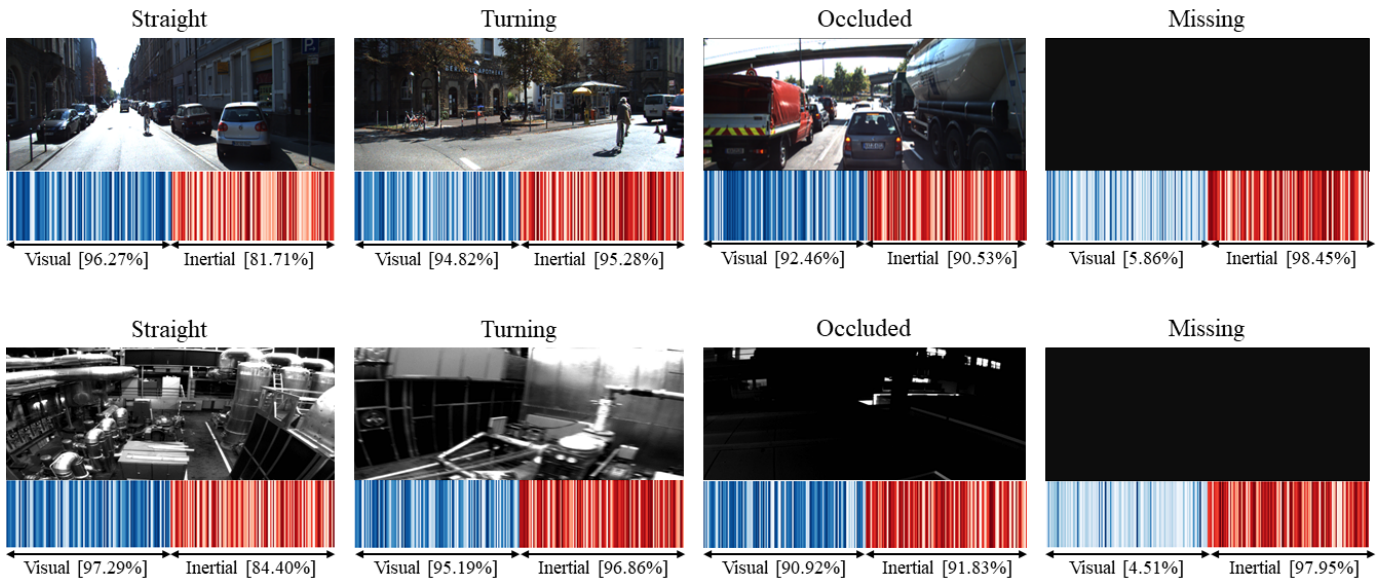 Straight Turning Occluded Missing
Visual [96.27%] Inertial [81.71%] Visual [94.82%] Inertial [95.28%] Visual [92.46%] Inertial [90.53%] Visual [5.86%] Inertial [98.45%]
Straight Turning Occluded Missing
Visual [97.29%] Inertial [84.40%] Visual [95.19%] Inertial [96.86%] Visual [90.92%] Inertial [91.83%] Visual [4.51%] Inertial [97.95%]